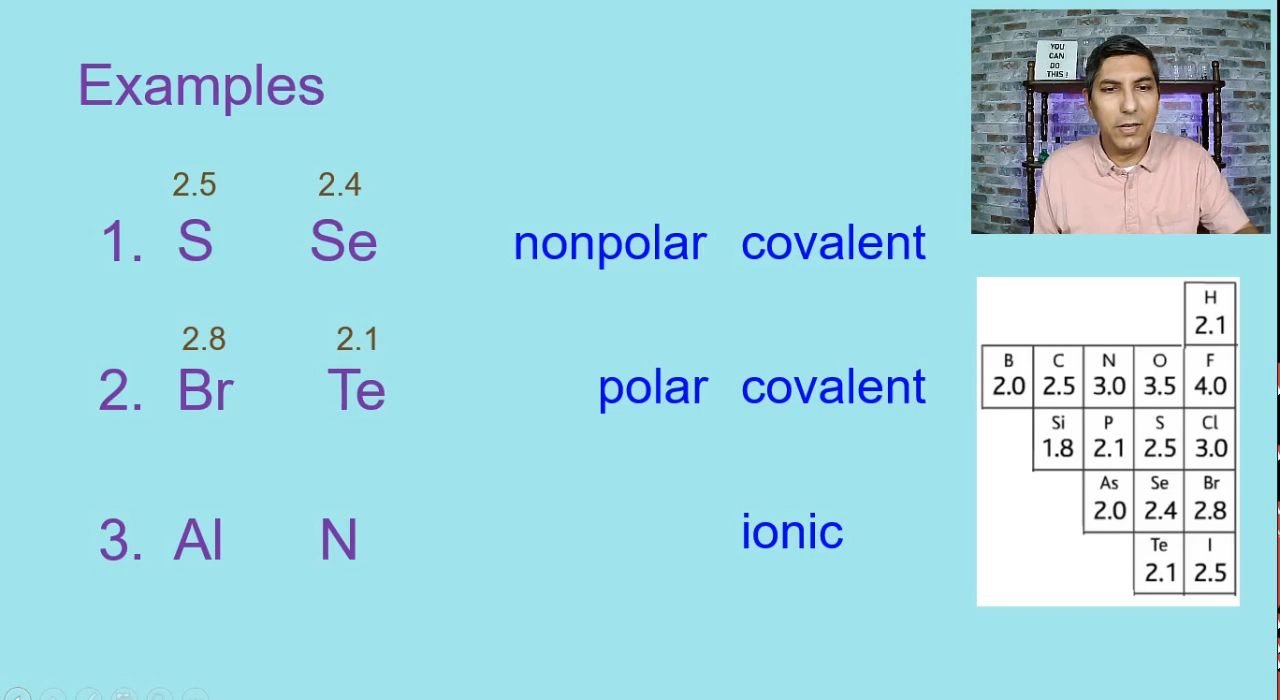 Examples
2.5 2.4
1. S Se nonpolar covalent
2.8 2.1
2. Br Te polar covalent
3. Al N ionic
YOU
CAN
DO
THIS!
H
2.1
B C N O F
2.0 2.5 3.0 3.5 4.0
Si P S Cl
1.8 2.1 2.5 3.0
As Se Br
2.0 2.4 2.8
Te I
2.1 2.5